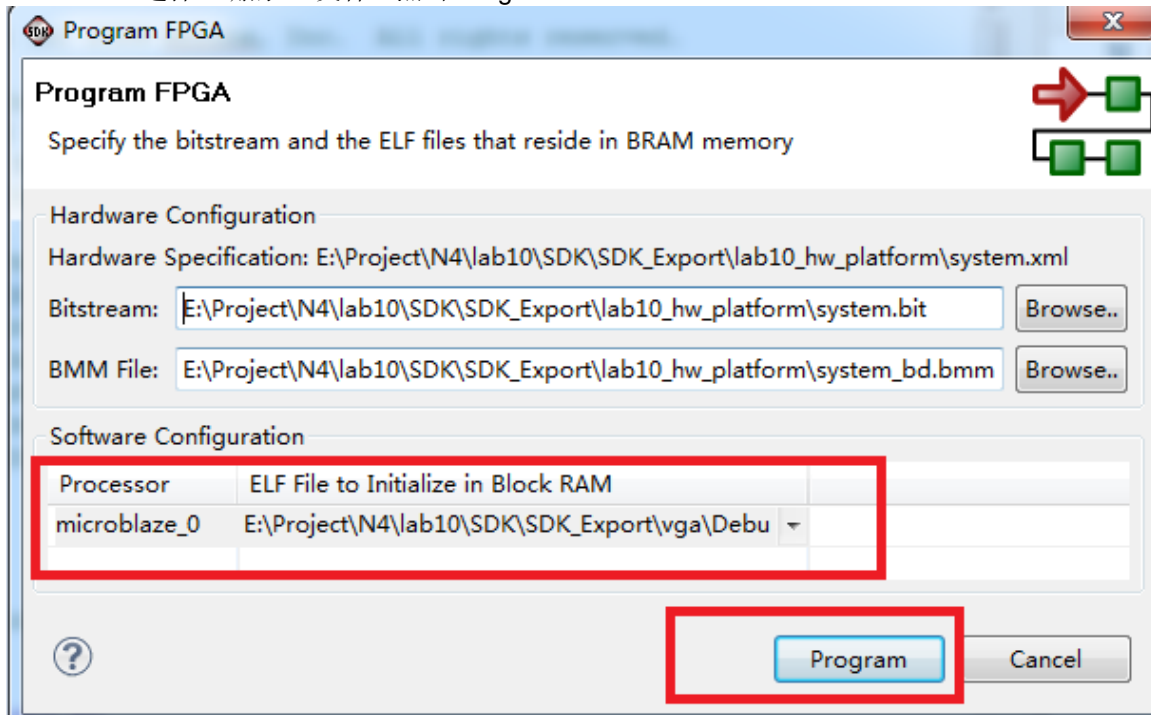 SDK Program FPGA
Program FPGA
Specify the bitstream and the ELF files that reside in BRAM memory
Hardware Configuration
Hardware Specification: E:\Project\N4\lab10\SDK\SDK_Export\lab10_hw_platform\system.xml
Bitstream: E:\Project\N4\lab10\SDK\SDK_Export\lab10_hw_platform\system.bit Browse..
BMM File: E:\Project\N4\lab10\SDK\SDK_Export\lab10_hw_platform\system_bd.bmm Browse..
Software Configuration
Processor ELF File to Initialize in Block RAM
microblaze_0 E:\Project\N4\lab10\SDK\SDK_Export\vga\Debu
? Program Cancel